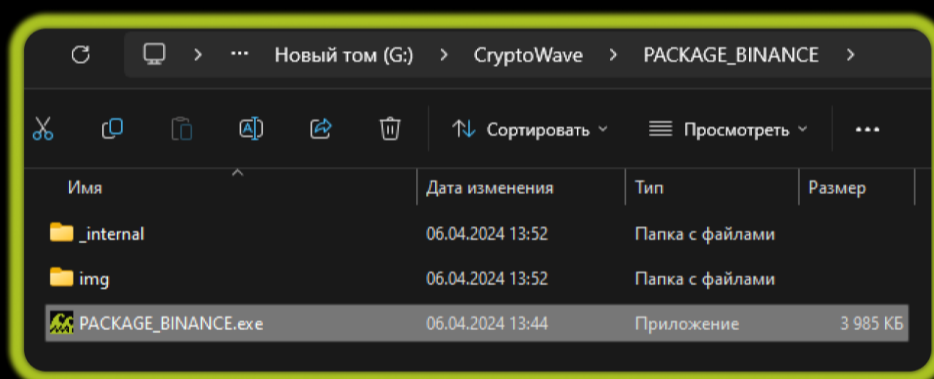 Новый том (G:) > CryptoWave > PACKAGE_BINANCE >
Сортировать Просмотреть
Имя Дата изменения Тип Размер
_internal 06.04.2024 13:52 Папка с файлами
img 06.04.2024 13:52 Папка с файлами
PACKAGE_BINANCE.exe 06.04.2024 13:44 Приложение 3 985 КБ